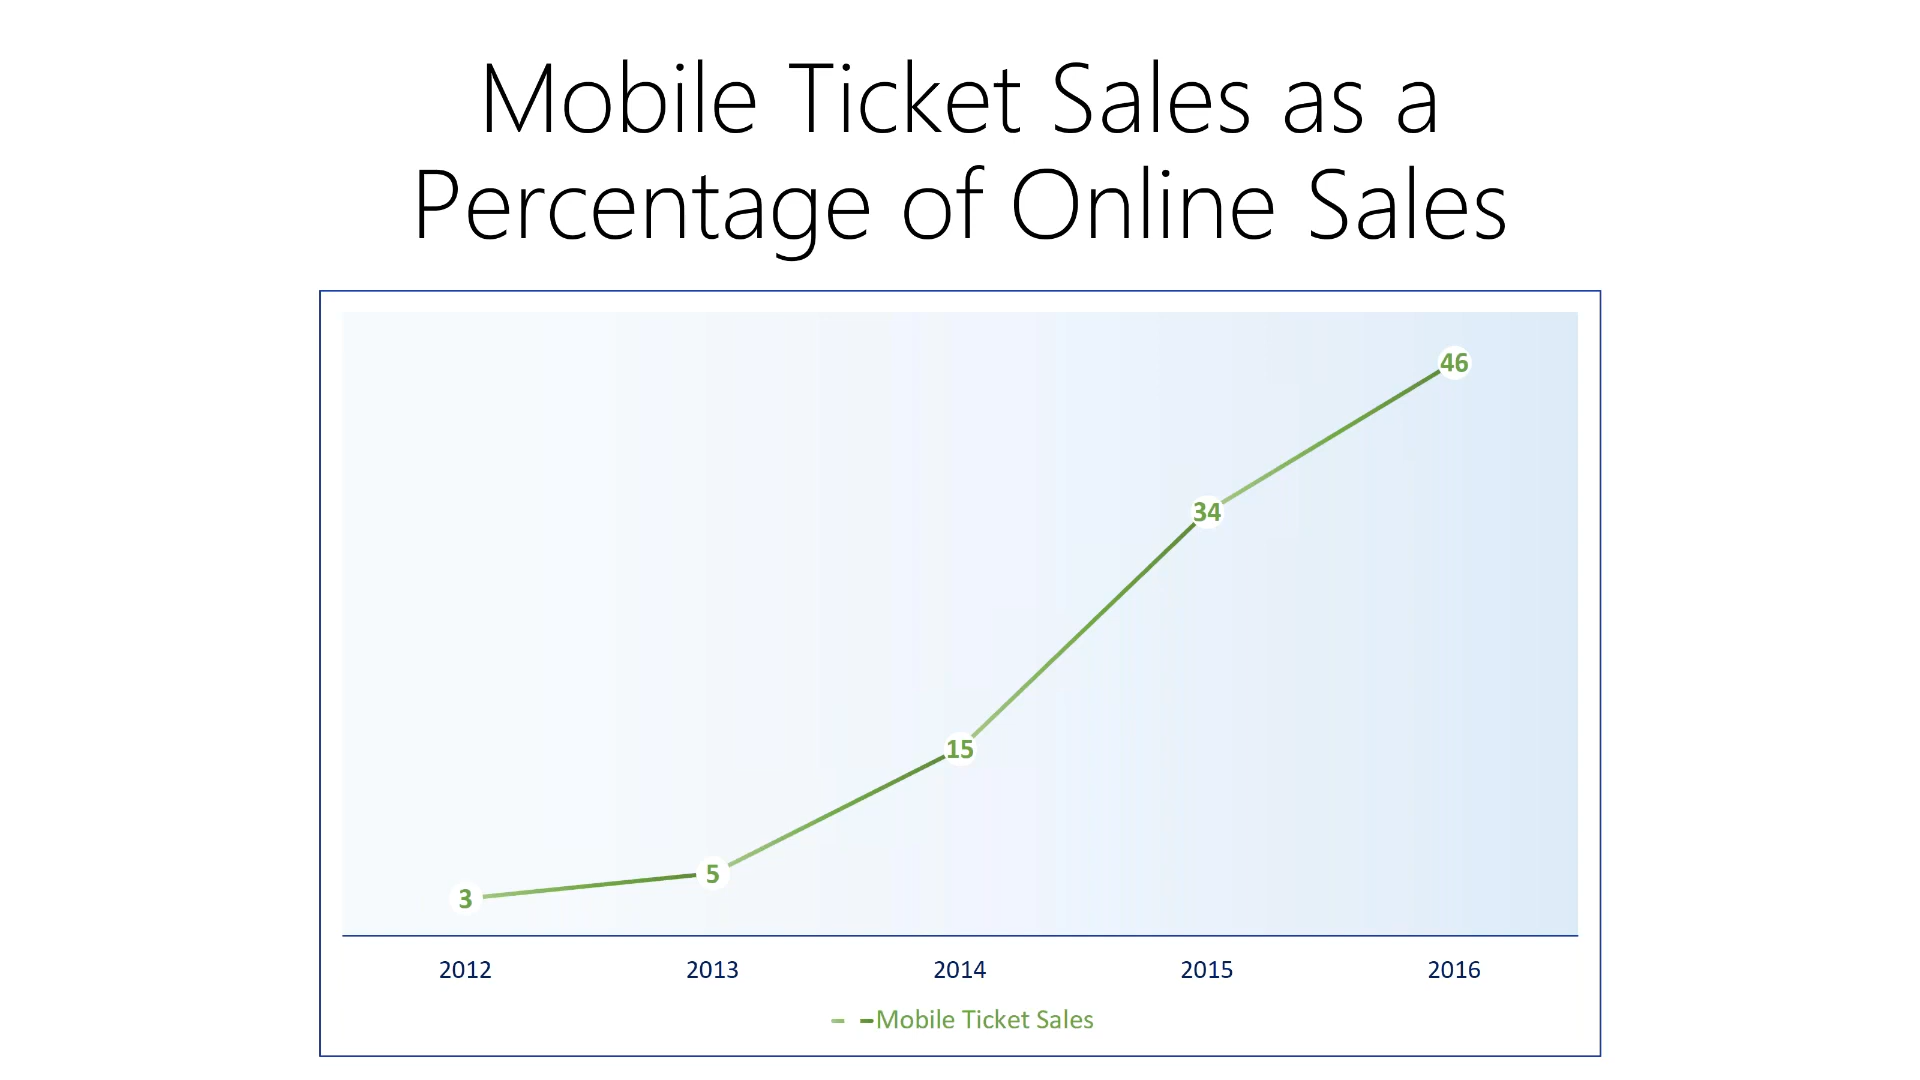 Mobile Ticket Sales as a
Percentage of Online Sales
46
34
15
5
3
2012 2013 2014 2015 2016
Mobile Ticket Sales